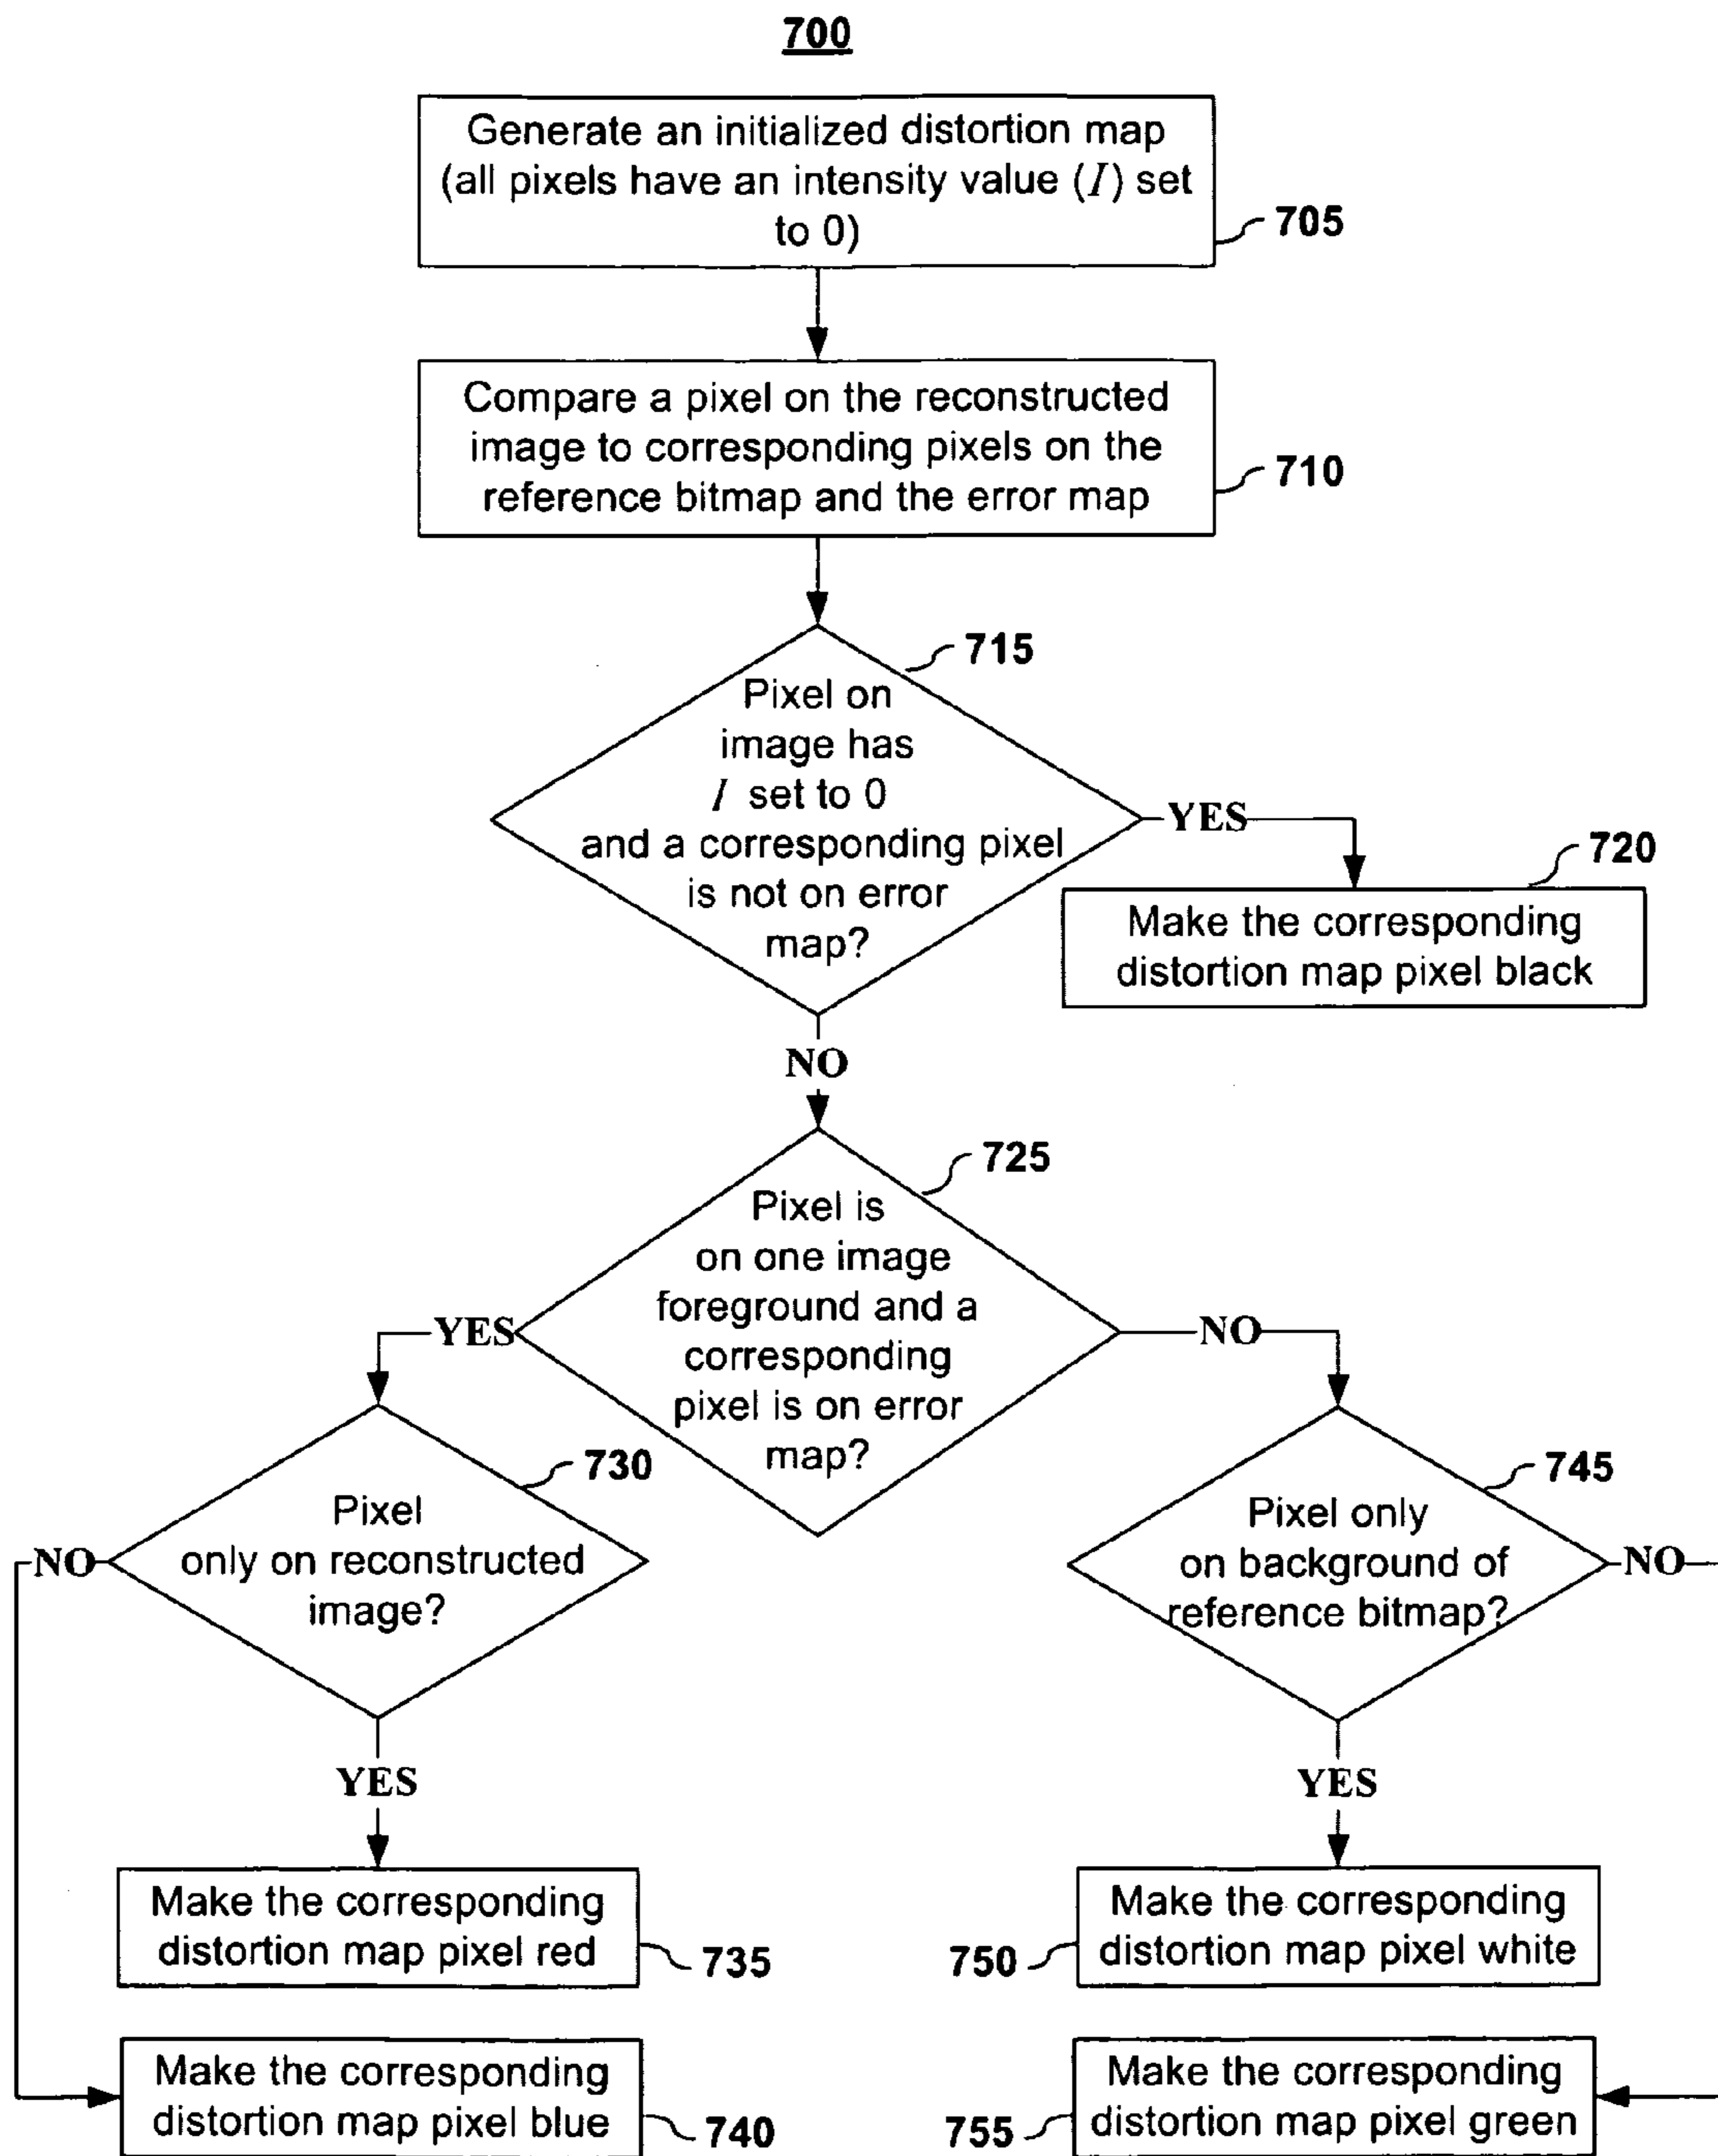 700
Generate an initialized distortion map
(all pixels have an intensity value (I) set
to 0)
705
Compare a pixel on the reconstructed
image to corresponding pixels on the
reference bitmap and the error map
710
715
Pixel on
image has
I set to 0
and a corresponding pixel
is not on error
map?
YES
720
Make the corresponding
distortion map pixel black
NO
725
Pixel is
on one image
foreground and a
corresponding
pixel is on error
map?
YES
NO
730
Pixel
only on reconstructed
image?
NO
745
Pixel only
on background of
reference bitmap?
NO
YES
YES
Make the corresponding
distortion map pixel red
735
750
Make the corresponding
distortion map pixel white
Make the corresponding
distortion map pixel blue
740
755
Make the corresponding
distortion map pixel green